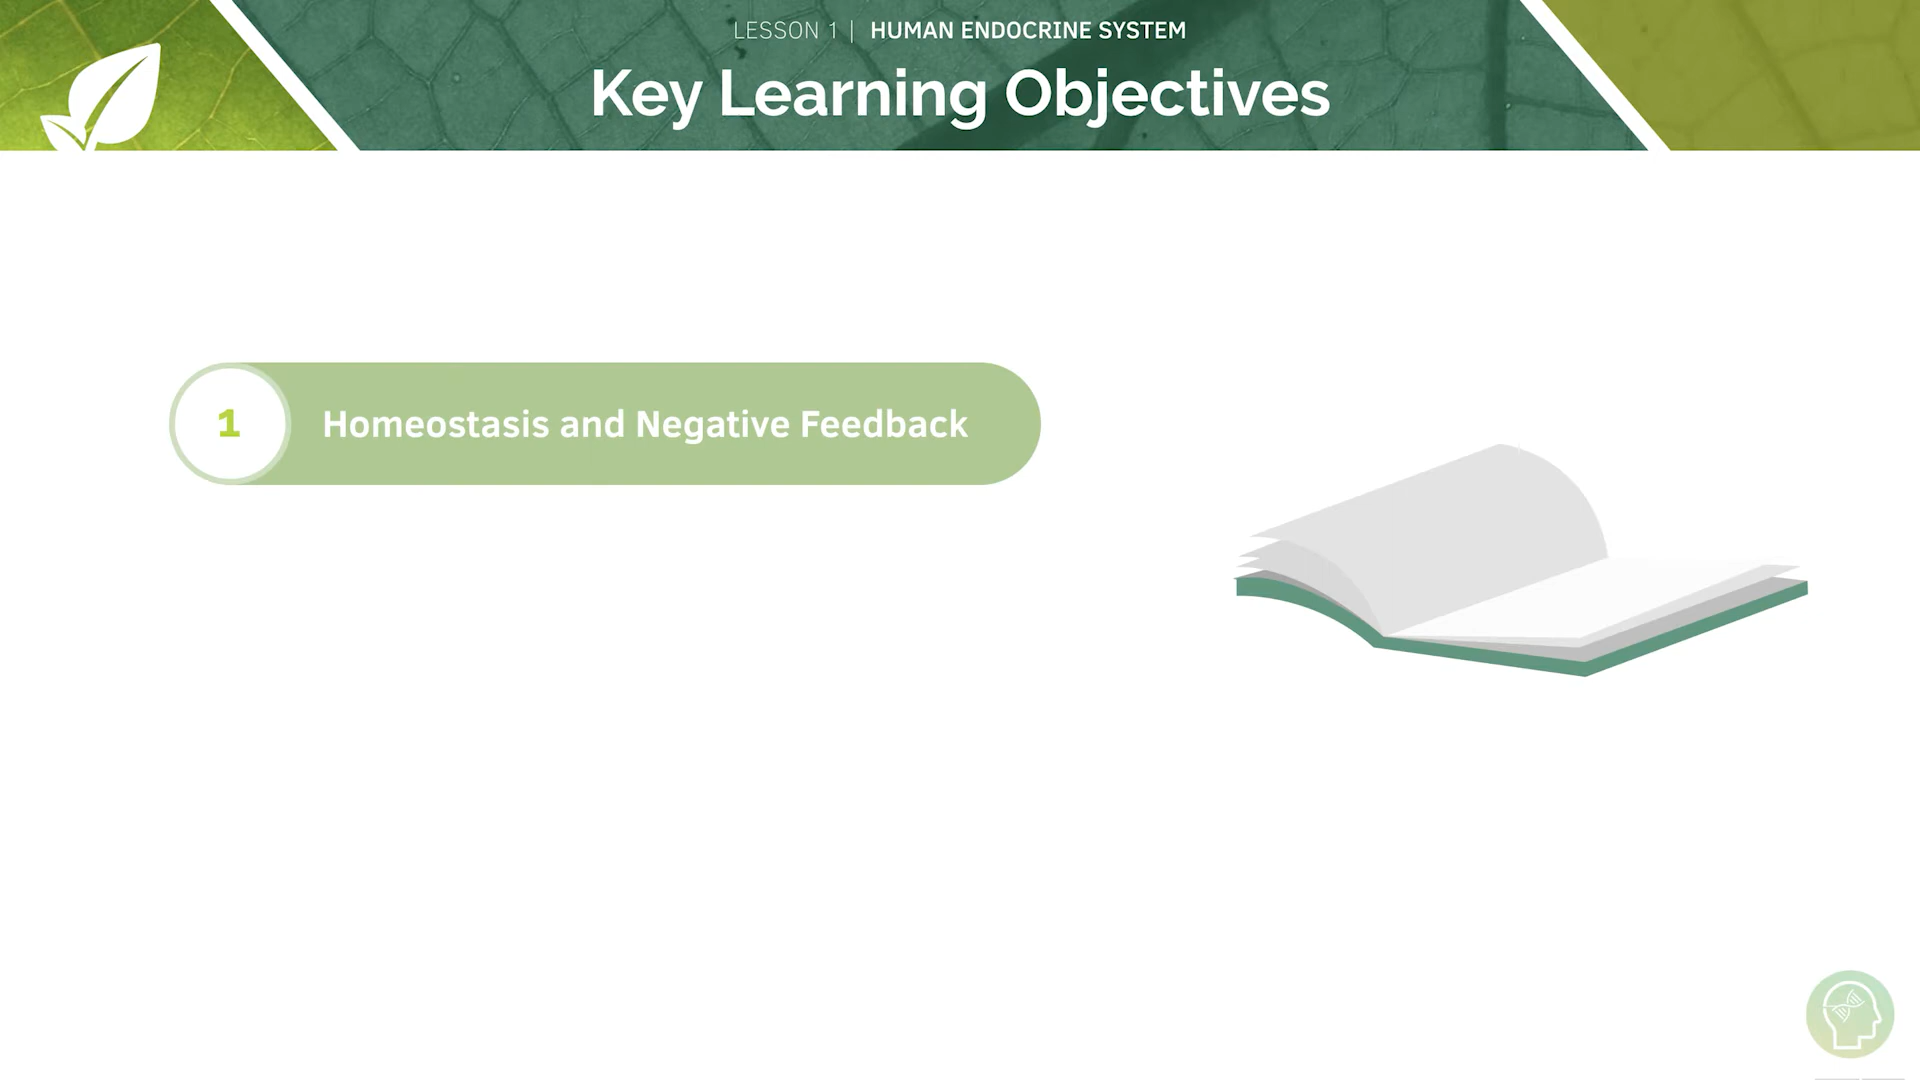 LESSON 1 | HUMAN ENDOCRINE SYSTEM
Key Learning Objectives
1 Homeostasis and Negative Feedback